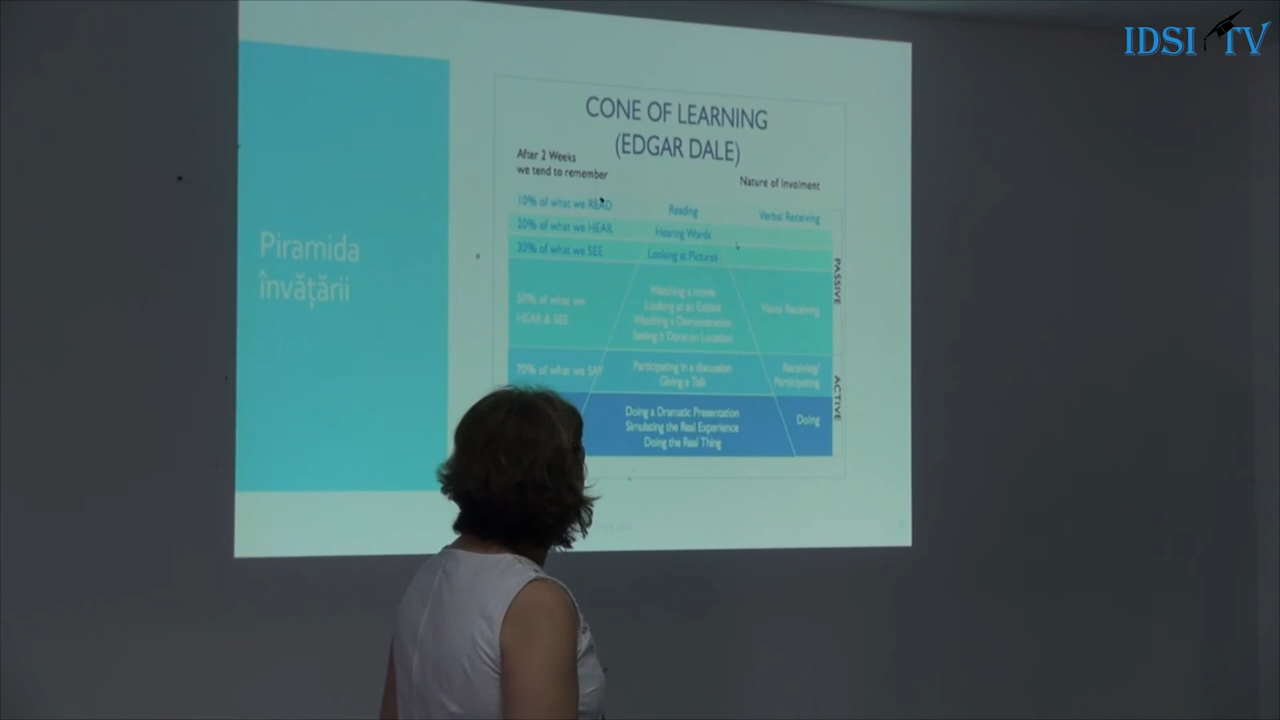 IDSI TV
Piramida
învățării
CONE OF LEARNING
(EDGAR DALE)
After 2 Weeks
we tend to remember
Nature of Involment
10% of what we READ
Reading
Verbal Receiving
20% of what we HEAR
Hearing Words
30% of what we SEE
Looking at Pictures
50% of what we
HEAR & SEE
Watching a movie
Looking at an Exhibit
Watching a Demonstration
Seeing it Done on Location
Visual Receiving
PASSIVE
70% of what we SAY
Participating in a discussion
Giving a Talk
Receiving/
Participating
Doing a Dramatic Presentation
Simulating the Real Experience
Doing the Real Thing
Doing
ACTIVE